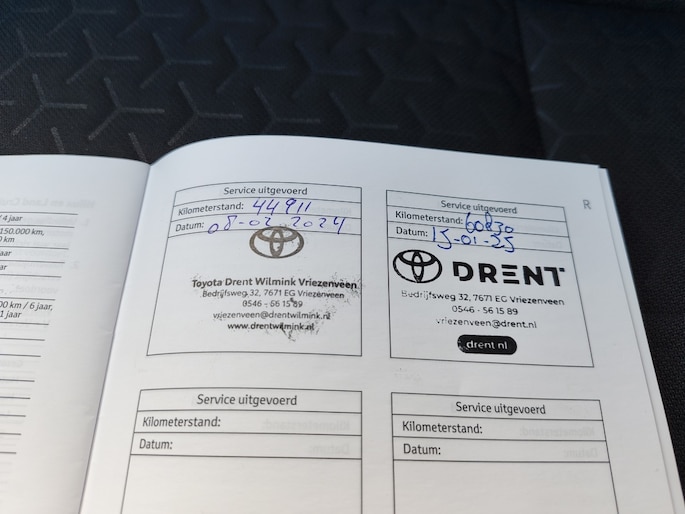 / 4 jaar
150.000 km,
0 km
aar
aar
00 km / 6 jaar,
1 jaar
R
Service uitgevoerd
Kilometerstand: 44911
Datum: 08-02-2024
Toyota Drent Wilmink Vriezenveen
Bedrijfsweg 32, 7671 EG Vriezenveen
0546 - 56 15 89
vriezenveen@drentwilmink.nl
www.drentwilmink.nl
Service uitgevoerd
Kilometerstand: 60830
Datum: 15-01-25
DRENT
Bedrijfsweg 32, 7671 EG Vriezenveen
0546 - 56 15 89
vriezenveen@drent.nl
drent nl
Service uitgevoerd
Kilometerstand:
Datum:
Service uitgevoerd
Kilometerstand:
Datum: